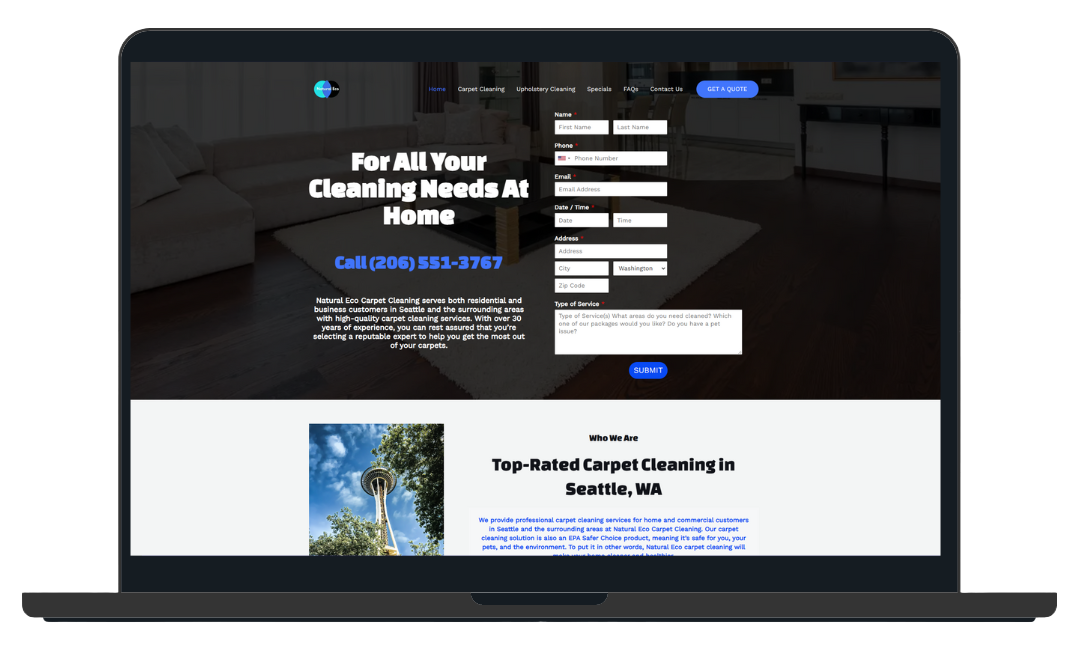 Natural Eco
Home Carpet Cleaning Upholstery Cleaning Specials FAQs Contact Us GET A QUOTE
For All Your
Cleaning Needs At
Home
Call (206) 551-3767
Natural Eco Carpet Cleaning serves both residential and
business customers in Seattle and the surrounding areas
with high-quality carpet cleaning services. With over 30
years of experience, you can rest assured that you're
selecting a reputable expert to help you get the most out
of your carpets.
Name *
First Name Last Name
Phone *
Phone Number
Email *
Email Address
Date / Time *
Date Time
Address *
Address
City Washington
Zip Code
Type of Service *
Type of Service(s) What areas do you need cleaned? Which
one of our packages would you like? Do you have a pet
issue?
SUBMIT
Who We Are
Top-Rated Carpet Cleaning in
Seattle, WA
We provide professional carpet cleaning services for home and commercial customers
in Seattle and the surrounding areas at Natural Eco Carpet Cleaning. Our carpet
cleaning solution is also an EPA Safer Choice product, meaning it's safe for you, your
pets, and the environment. To put it in other words, Natural Eco carpet cleaning will
make your home cleaner and healthier.